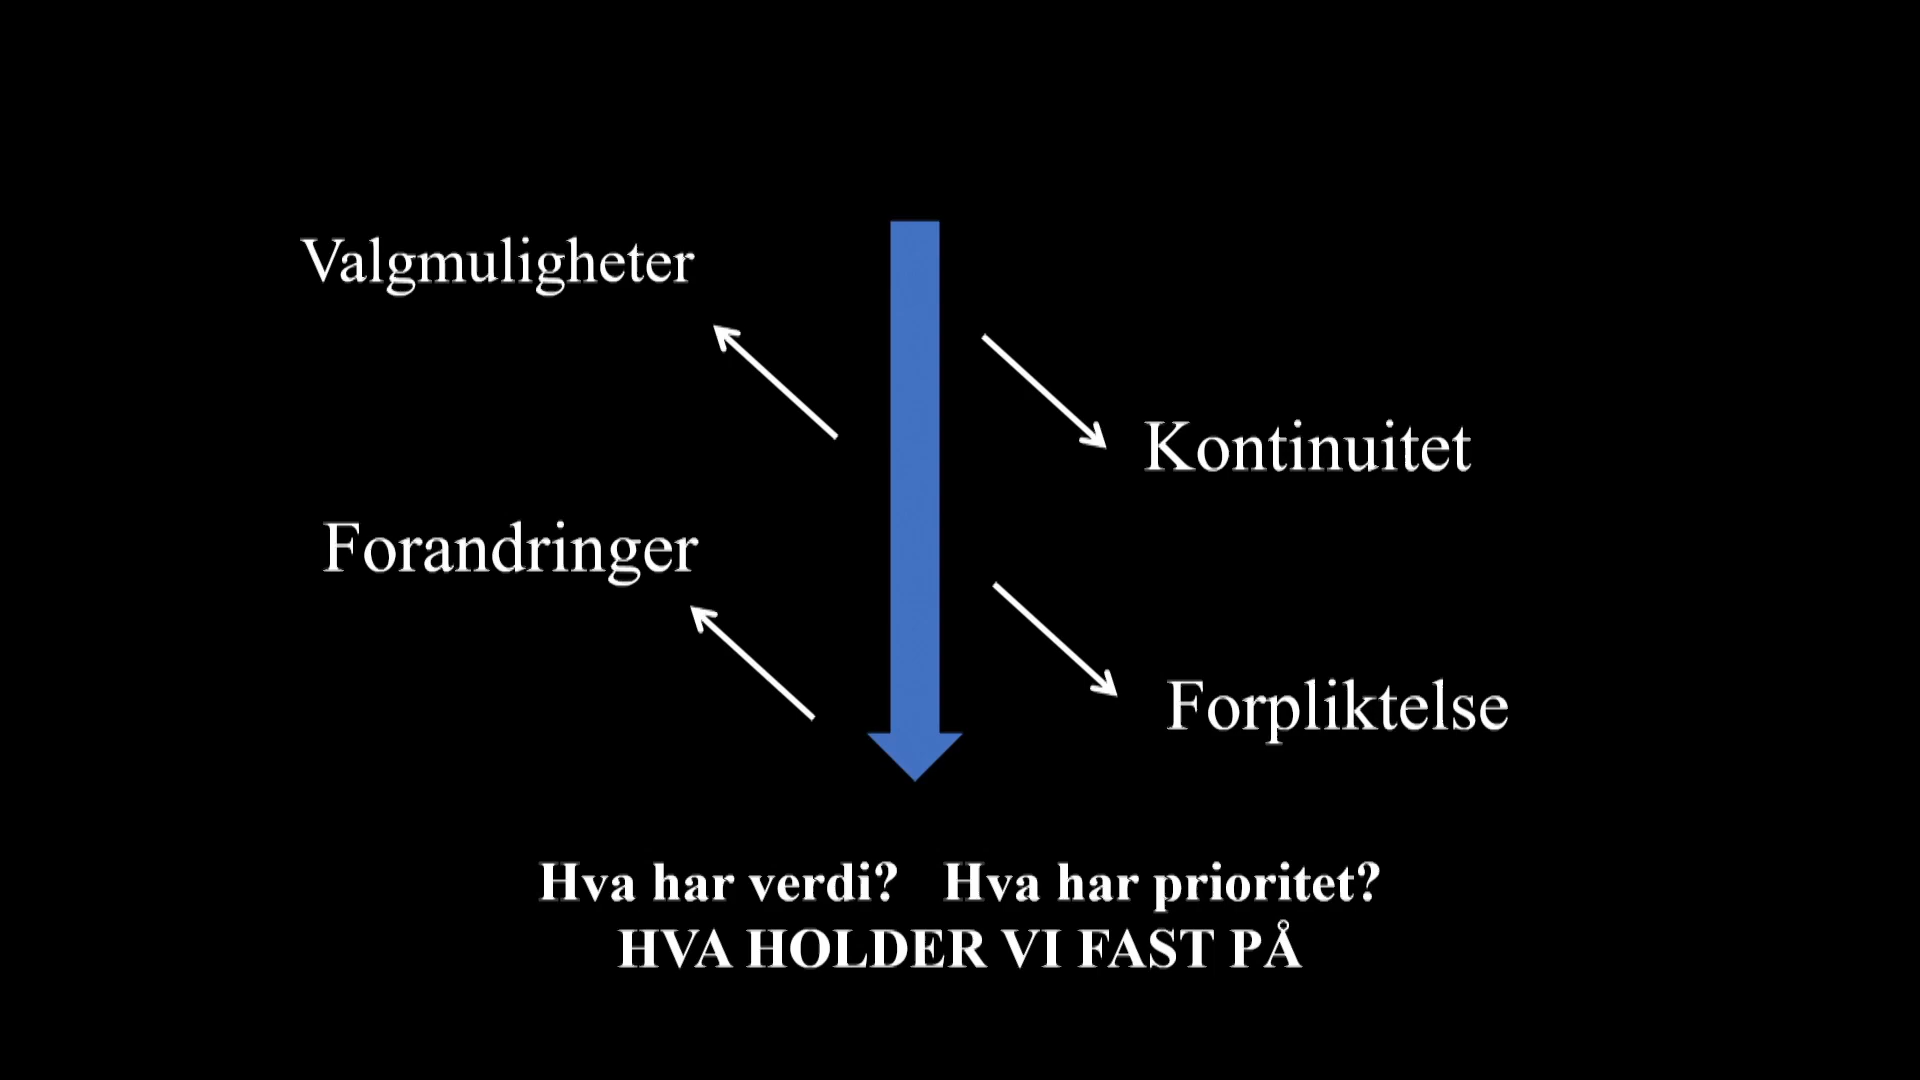 Valgmuligheter
Kontinuitet
Forandringer
Forpliktelse
Hva har verdi? Hva har prioritet?
HVA HOLDER VI FAST PÅ